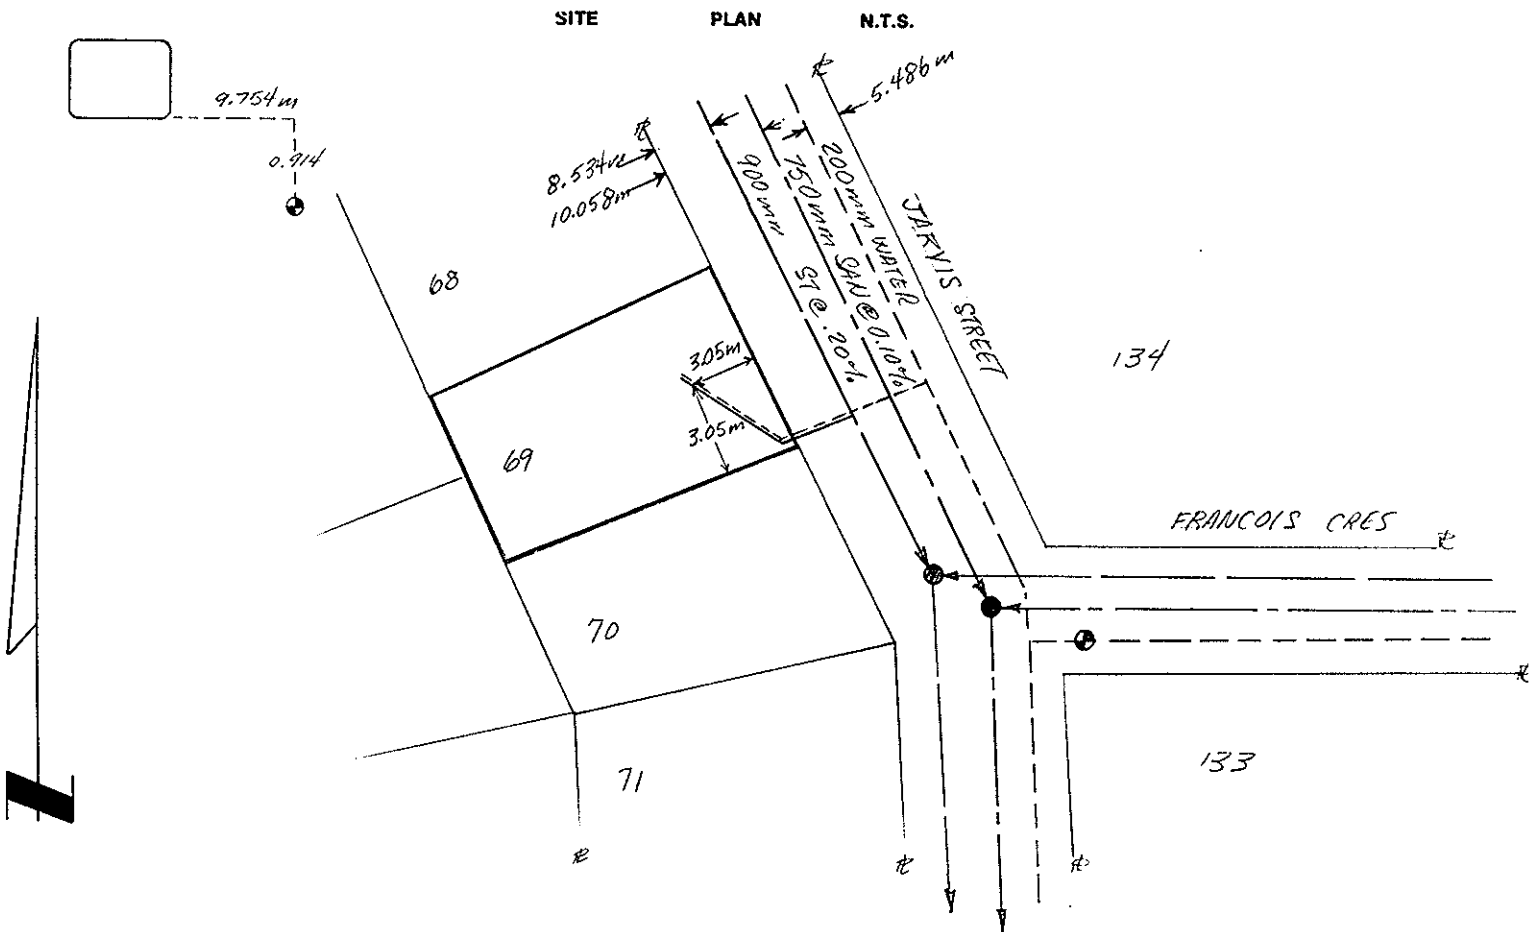 SITE PLAN N.T.S.
9.754m
0.914
8.534m
10.058m
5.486m
900mm ST @ .20%
750mm SAN @ 0.10%
200mm WATER
JARVIS STREET
68
3.05m
3.05m
69
134
FRANCOIS CRES
70
71
133